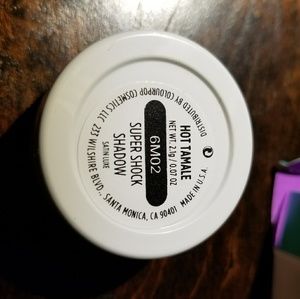 HOT TAMALE
NET WT. 2.1g / 0.07 OZ
6M02
SUPER SHOCK
SHADOW
SATIN LUXE
DISTRIBUTED BY COLOURPOP COSMETICS LLC 225 WILSHIRE BLVD., SANTA MONICA, CA 90401 MADE IN U.S.A.